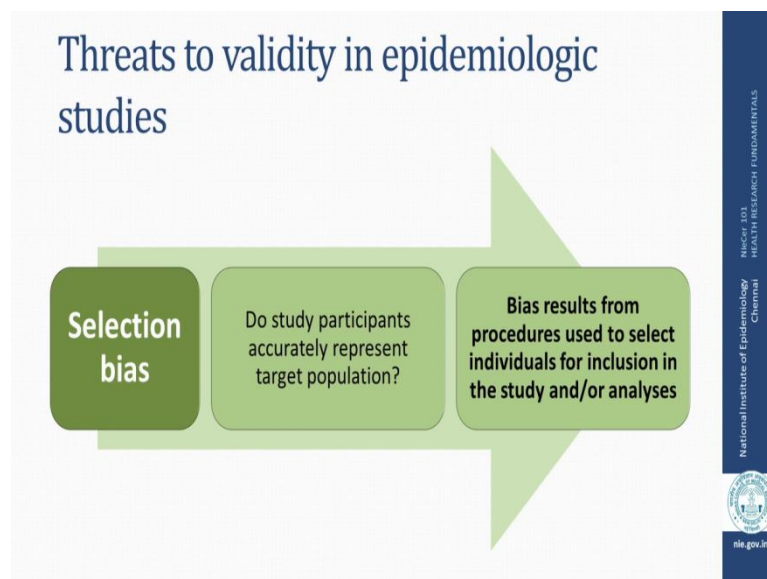 Threats to validity in epidemiologic
studies
Selection
bias
Do study participants
accurately represent
target population?
Bias results from
procedures used to select
individuals for inclusion in
the study and/or analyses
NIeCer 101
HEALTH RESEARCH FUNDAMENTALS
National Institute of Epidemiology
Chennai
nie.gov.in